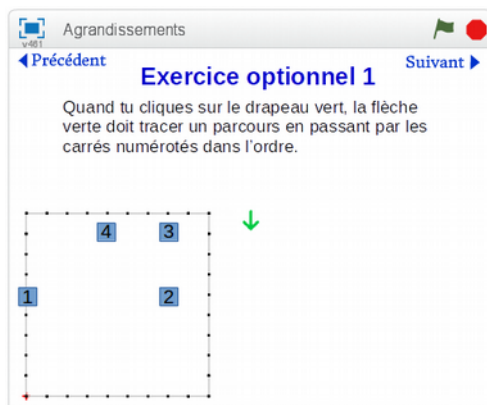 Agrandissements
v461
Précédent
Suivant
Exercice optionnel 1
Quand tu cliques sur le drapeau vert, la flèche
verte doit tracer un parcours en passant par les
carrés numérotés dans l'ordre.
4 3
1 2